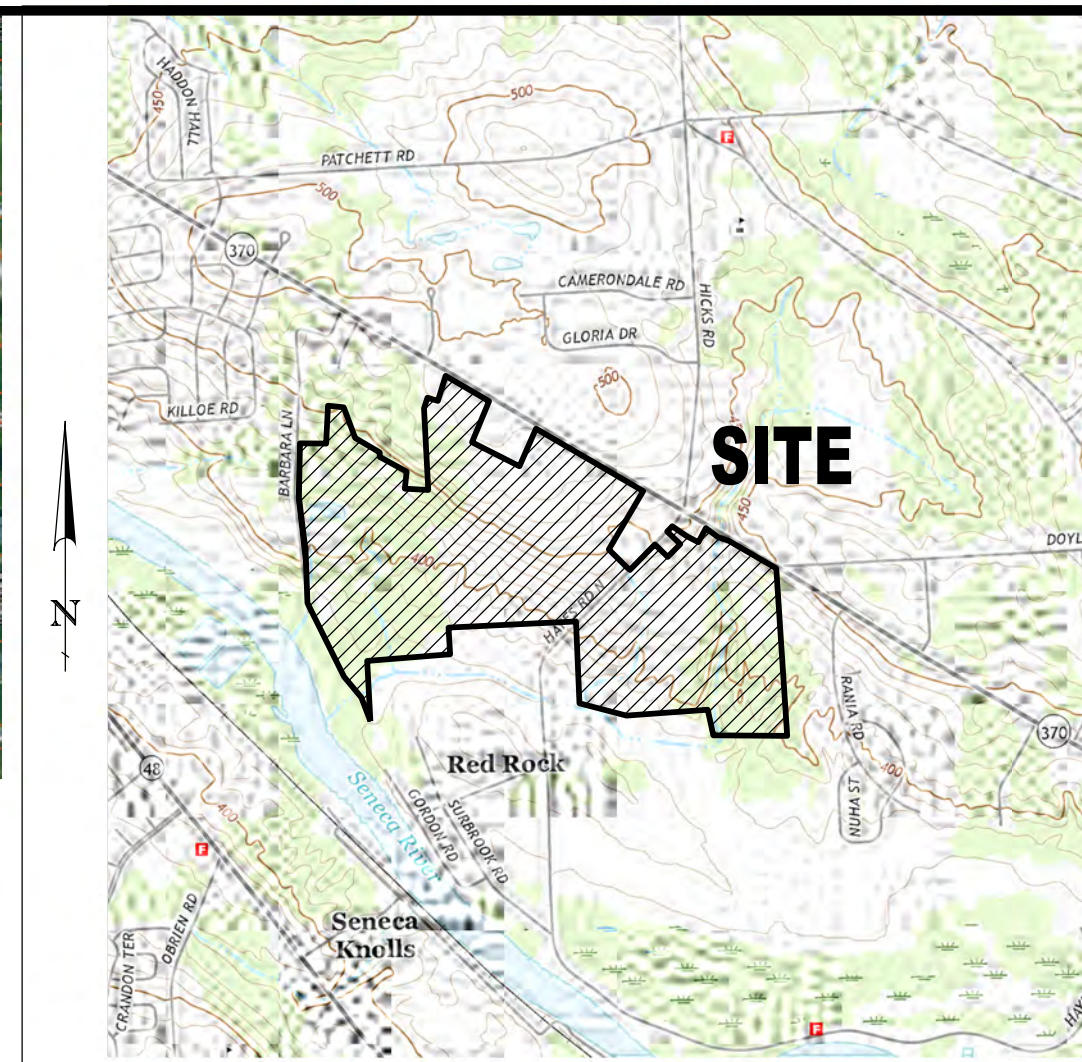 HADDON HALL
450
500
PATCHETT RD
F
500
370
CAMERONDALE RD
HICKS RD
GLORIA DR
500
KILLOE RD
BARBARA LN
SITE
450
400
DOYL
HAYES RD N
N
RANIA RD
370
48
Red Rock
400
Seneca River
GORDON RD
SURBROOK RD
NUHA ST
400
F
Seneca
Knolls
OBRIEN RD
CRANDON TER
F
HAY